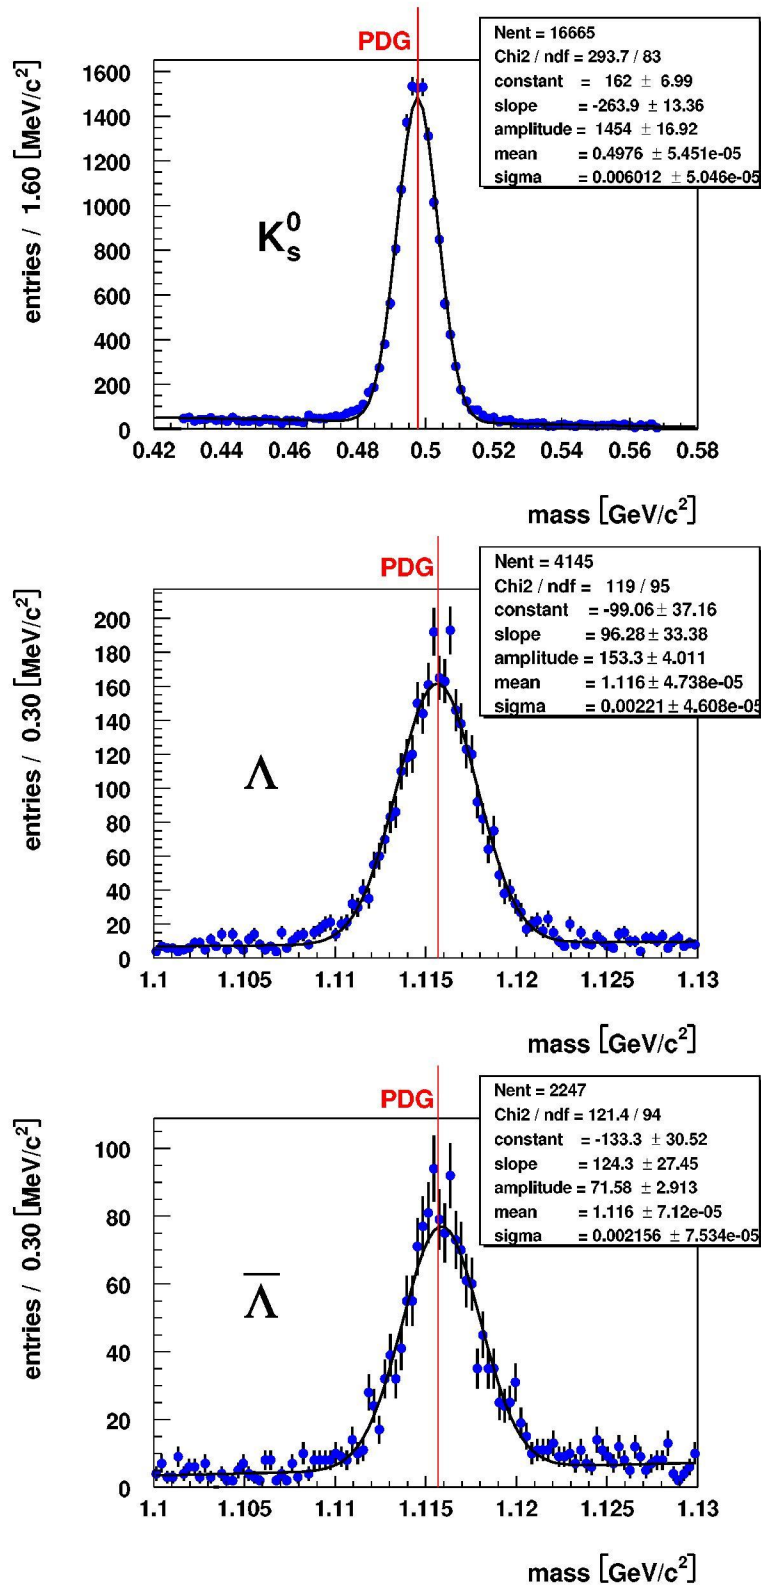 PDG
Nent = 16665
Chi2 / ndf = 293.7 / 83
constant = 162 ± 6.99
slope = -263.9 ± 13.36
amplitude = 1454 ± 16.92
mean = 0.4976 ± 5.451e-05
sigma = 0.006012 ± 5.046e-05
entries / 1.60 [MeV/c²]
1600
1400
1200
1000
800
600
400
200
0
K⁰s
0.42 0.44 0.46 0.48 0.5 0.52 0.54 0.56 0.58
mass [GeV/c²]
PDG
Nent = 4145
Chi2 / ndf = 119 / 95
constant = -99.06 ± 37.16
slope = 96.28 ± 33.38
amplitude = 153.3 ± 4.011
mean = 1.116 ± 4.738e-05
sigma = 0.00221 ± 4.608e-05
entries / 0.30 [MeV/c²]
200
180
160
140
120
100
80
60
40
20
0
Λ
1.1 1.105 1.11 1.115 1.12 1.125 1.13
mass [GeV/c²]
PDG
Nent = 2247
Chi2 / ndf = 121.4 / 94
constant = -133.3 ± 30.52
slope = 124.3 ± 27.45
amplitude = 71.58 ± 2.913
mean = 1.116 ± 7.12e-05
sigma = 0.002156 ± 7.534e-05
entries / 0.30 [MeV/c²]
100
80
60
40
20
0
Λ̅
1.1 1.105 1.11 1.115 1.12 1.125 1.13
mass [GeV/c²]